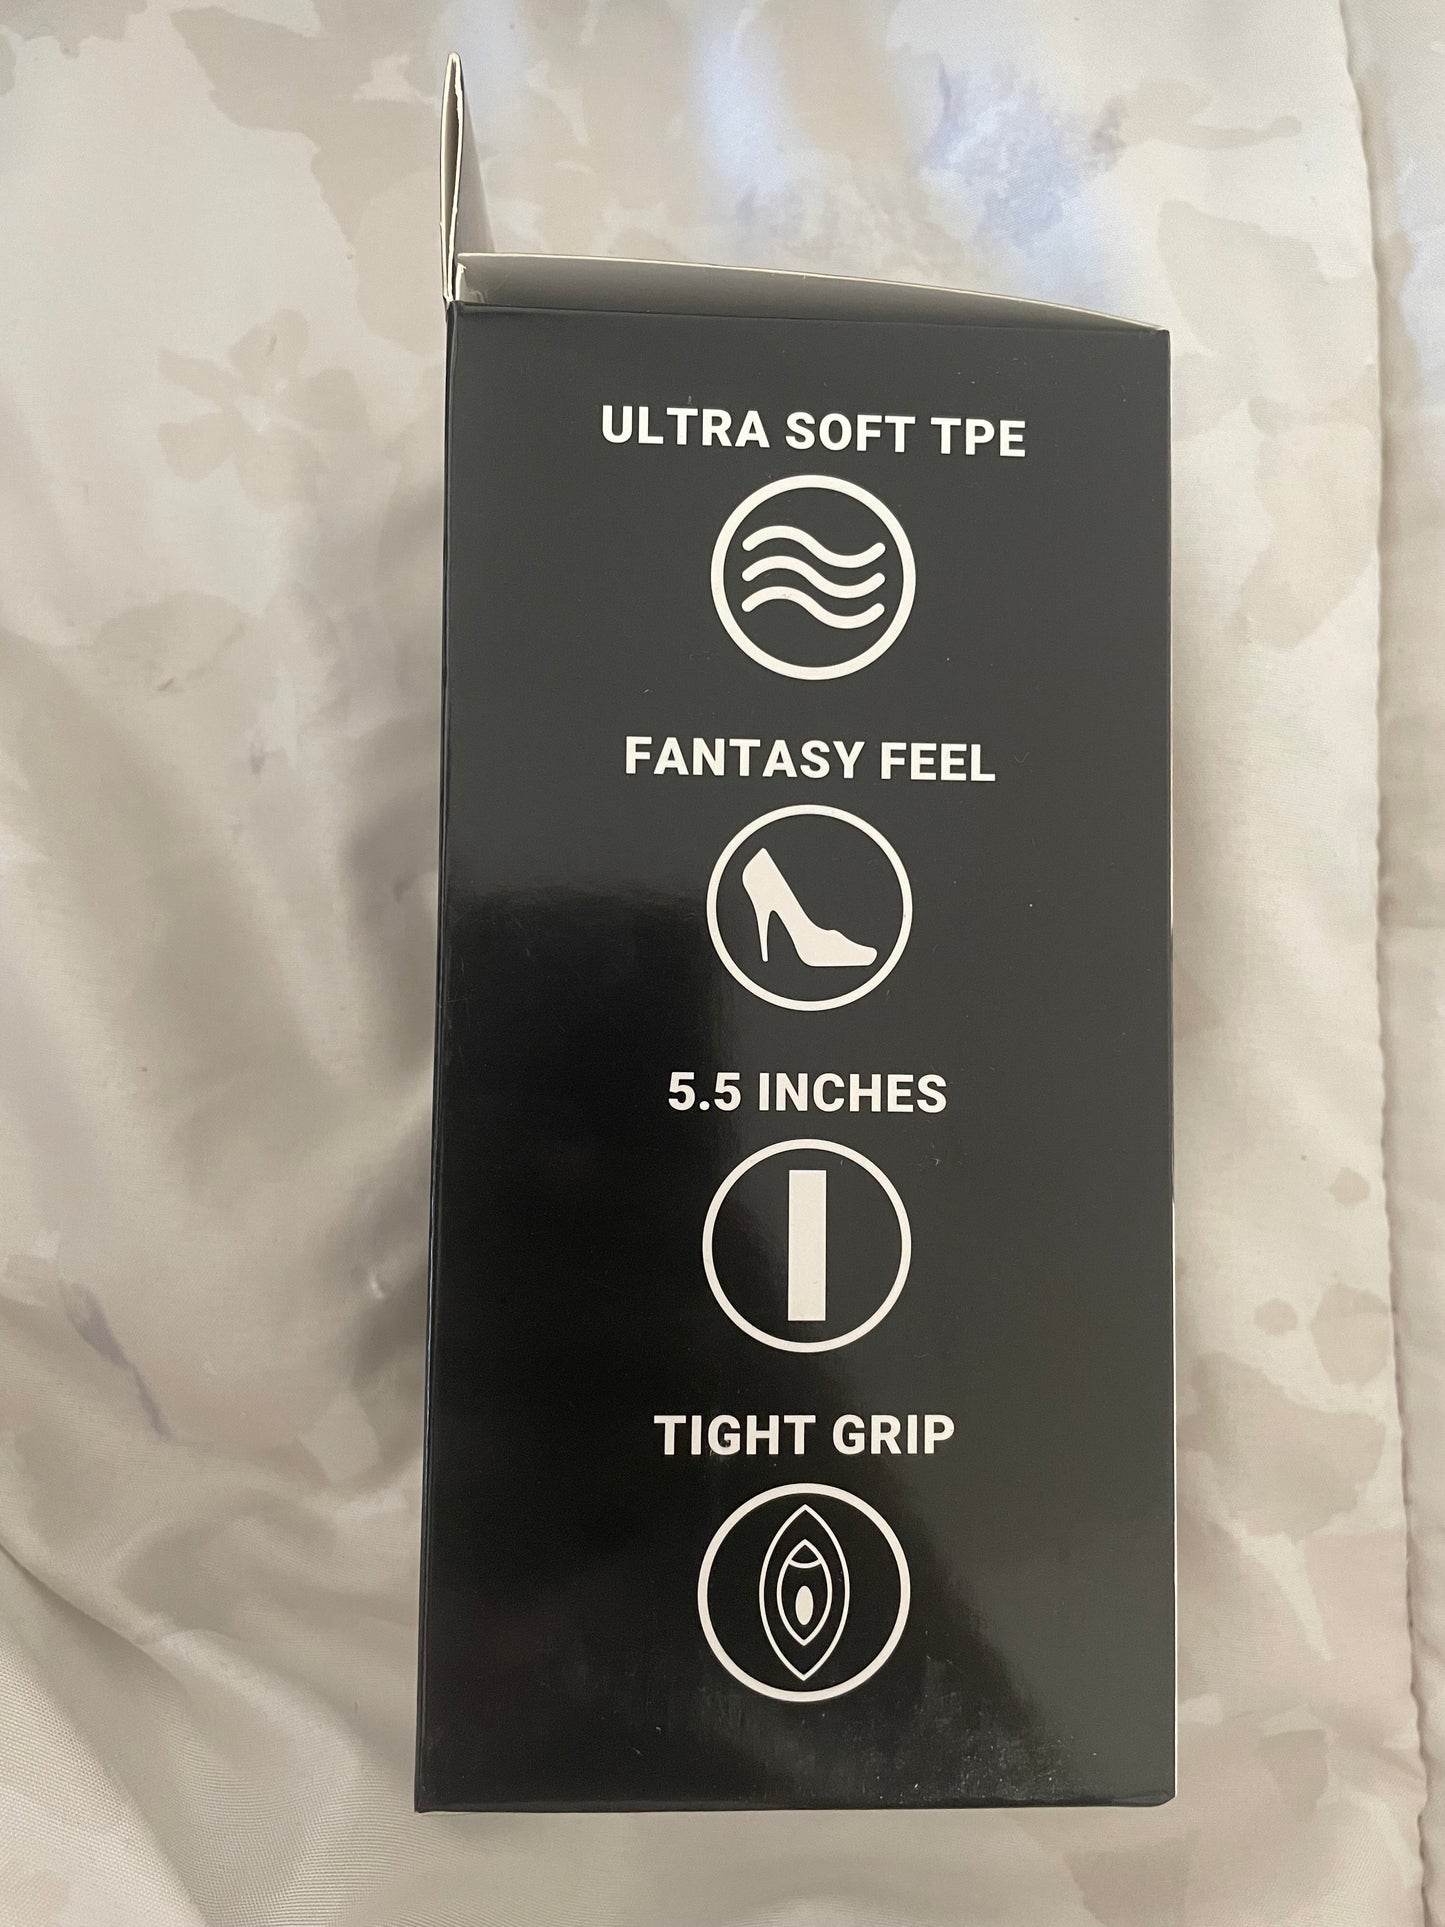 ULTRA SOFT TPE
FANTASY FEEL
5.5 INCHES
TIGHT GRIP